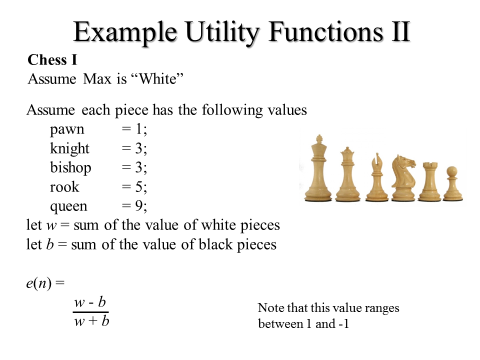 Example Utility Functions II
Chess I
Assume Max is “White”
Assume each piece has the following values
pawn = 1;
knight = 3;
bishop = 3;
rook = 5;
queen = 9;
let w = sum of the value of white pieces
let b = sum of the value of black pieces
e(n) =
w - b
w + b
Note that this value ranges
between 1 and -1